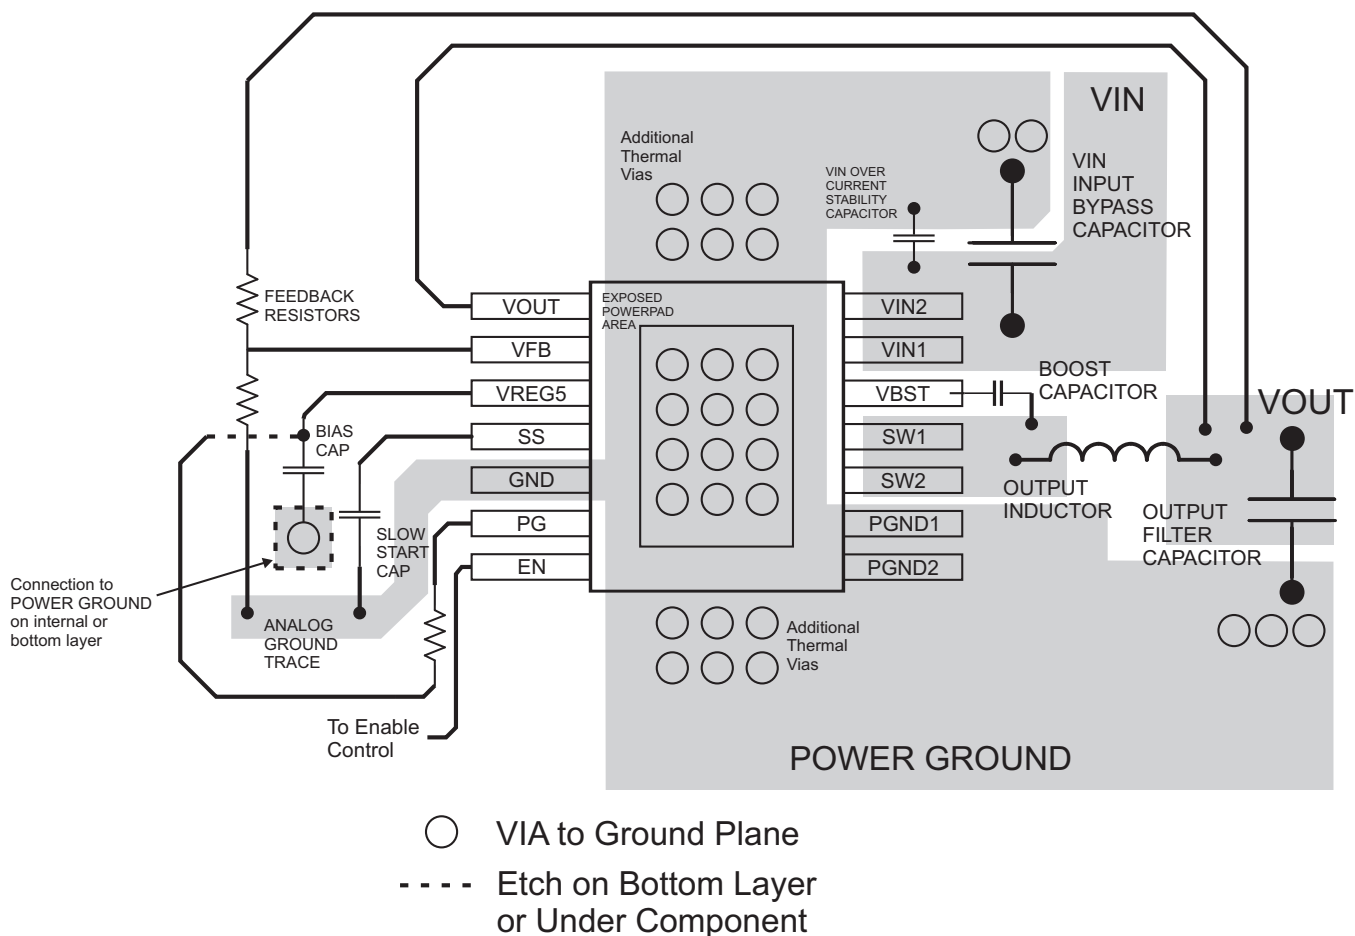 VIN
Additional
Thermal
Vias
VIN OVER
CURRENT
STABILITY
CAPACITOR
VIN
INPUT
BYPASS
CAPACITOR
FEEDBACK
RESISTORS
EXPOSED
POWERPAD
AREA
VOUT
VFB
VREG5
SS
GND
PG
EN
VIN2
VIN1
VBST
SW1
SW2
PGND1
PGND2
BOOST
CAPACITOR
VOUT
BIAS
CAP
OUTPUT
INDUCTOR
OUTPUT
FILTER
CAPACITOR
SLOW
START
CAP
Connection to
POWER GROUND
on internal or
bottom layer
ANALOG
GROUND
TRACE
Additional
Thermal
Vias
To Enable
Control
POWER GROUND
VIA to Ground Plane
Etch on Bottom Layer
or Under Component